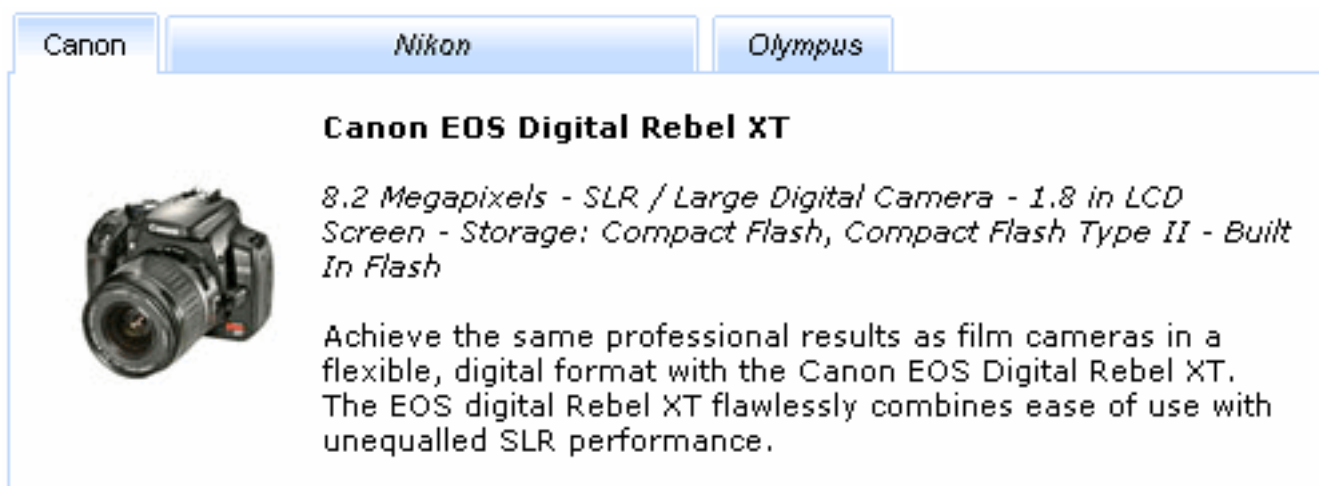 Canon Nikon Olympus
Canon EOS Digital Rebel XT
8.2 Megapixels - SLR / Large Digital Camera - 1.8 in LCD
Screen - Storage: Compact Flash, Compact Flash Type II - Built
In Flash
Achieve the same professional results as film cameras in a
flexible, digital format with the Canon EOS Digital Rebel XT.
The EOS digital Rebel XT flawlessly combines ease of use with
unequalled SLR performance.